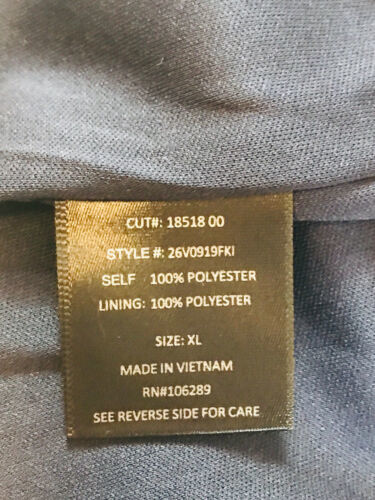 CUT#: 18518 00
STYLE #: 26V0919FKI
SELF 100% POLYESTER
LINING: 100% POLYESTER
SIZE: XL
MADE IN VIETNAM
RN#106289
SEE REVERSE SIDE FOR CARE